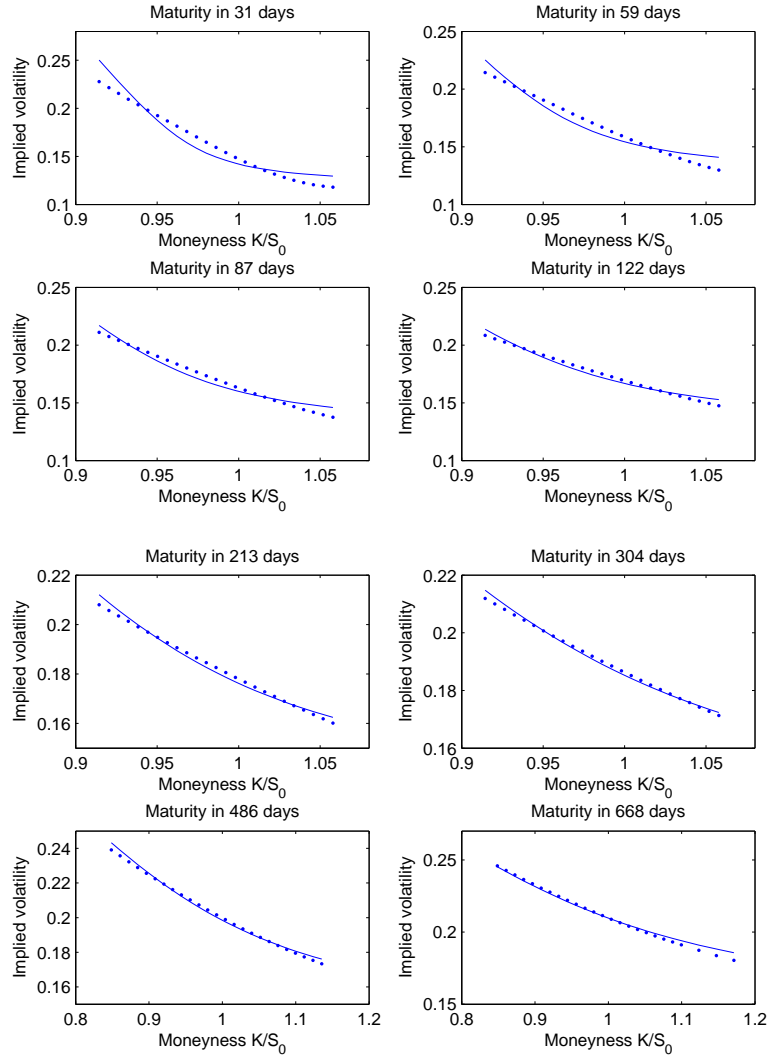 Maturity in 31 days
Implied volatility
0.25
0.2
0.15
0.1
0.9 0.95 1 1.05
Moneyness K/S0
Maturity in 59 days
Implied volatility
0.25
0.2
0.15
0.1
0.9 0.95 1 1.05
Moneyness K/S0
Maturity in 87 days
Implied volatility
0.25
0.2
0.15
0.1
0.9 0.95 1 1.05
Moneyness K/S0
Maturity in 122 days
Implied volatility
0.25
0.2
0.15
0.1
0.9 0.95 1 1.05
Moneyness K/S0
Maturity in 213 days
Implied volatility
0.22
0.2
0.18
0.16
0.9 0.95 1 1.05
Moneyness K/S0
Maturity in 304 days
Implied volatility
0.22
0.2
0.18
0.16
0.9 0.95 1 1.05
Moneyness K/S0
Maturity in 486 days
Implied volatility
0.24
0.22
0.2
0.18
0.16
0.8 0.9 1 1.1 1.2
Moneyness K/S0
Maturity in 668 days
Implied volatility
0.25
0.2
0.15
0.8 0.9 1 1.1 1.2
Moneyness K/S0